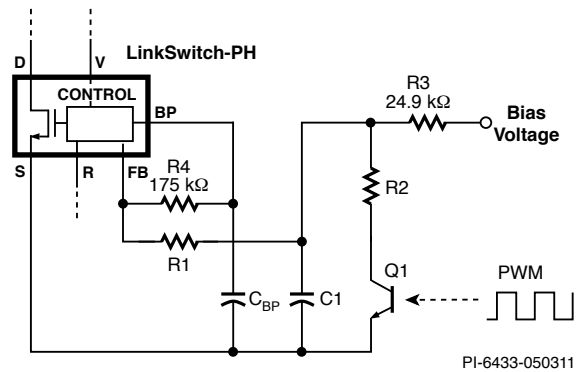 LinkSwitch-PH
D
V
CONTROL
BP
S
R
FB
R4
175 kΩ
R1
C_BP
C1
R3
24.9 kΩ
Bias
Voltage
R2
Q1
PWM
PI-6433-050311